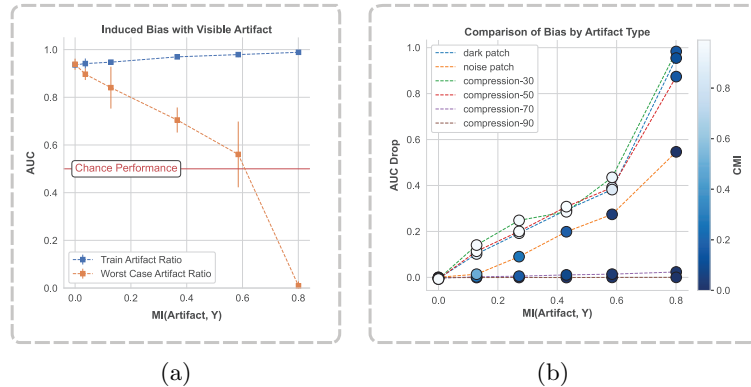 Induced Bias with Visible Artifact
1.0
0.8
0.6
0.4
0.2
0.0
AUC
Chance Performance
Train Artifact Ratio
Worst Case Artifact Ratio
0.0 0.2 0.4 0.6 0.8
MI(Artifact, Y)
(a)
Comparison of Bias by Artifact Type
1.0
0.8
0.6
0.4
0.2
0.0
AUC Drop
dark patch
noise patch
compression-30
compression-50
compression-70
compression-90
0.0 0.2 0.4 0.6 0.8
MI(Artifact, Y)
0.8
0.6
0.4
0.2
0.0
CMI
(b)